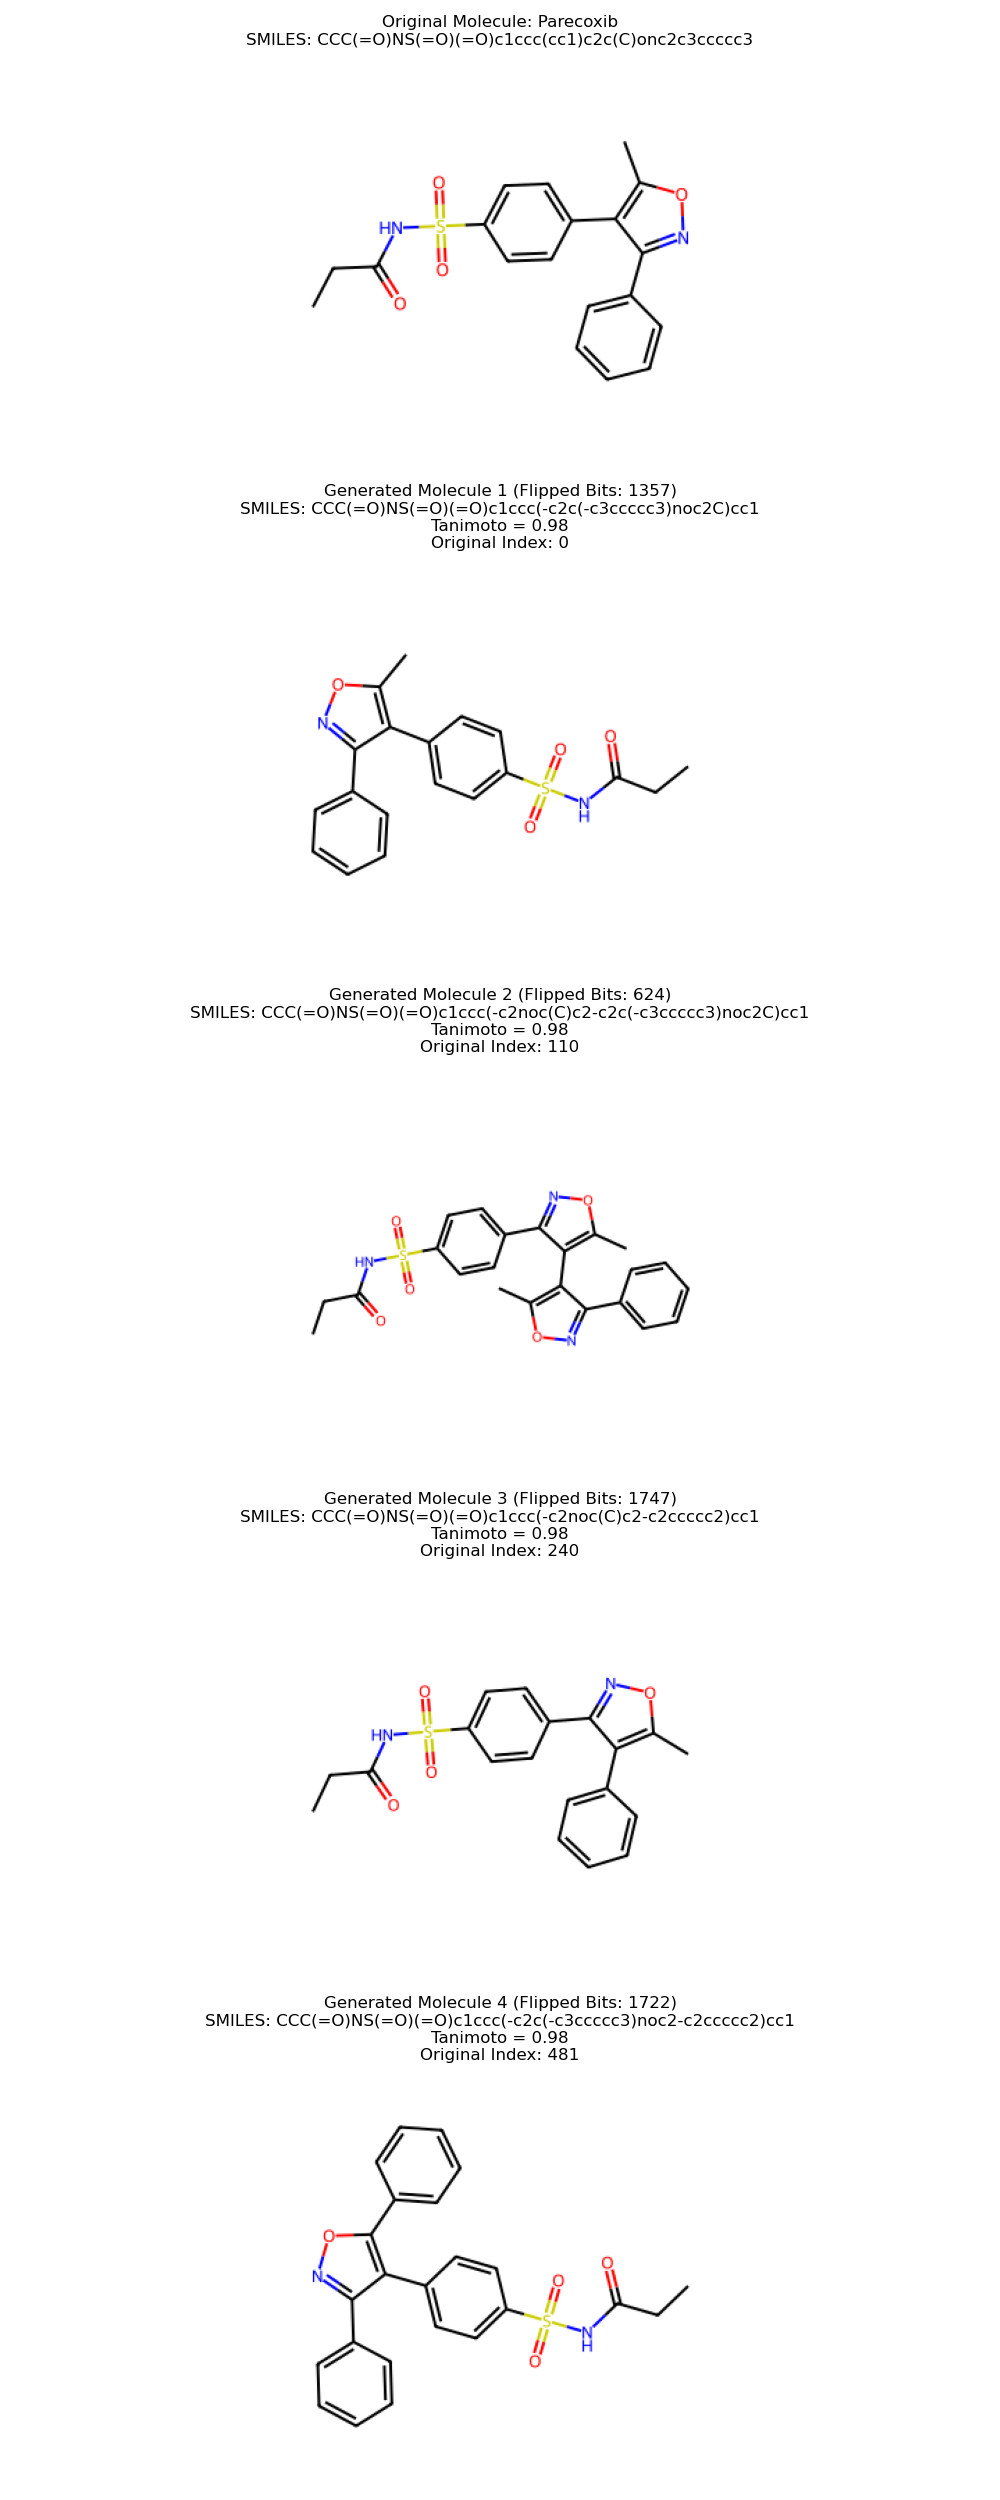 Original Molecule: Parecoxib
SMILES: CCC(=O)NS(=O)(=O)c1ccc(cc1)c2c(C)onc2c3ccccc3
O
O
N
HN
S
O
O
Generated Molecule 1 (Flipped Bits: 1357)
SMILES: CCC(=O)NS(=O)(=O)c1ccc(-c2c(-c3ccccc3)noc2C)cc1
Tanimoto = 0.98
Original Index: 0
O
N
O
O
S
N
H
O
Generated Molecule 2 (Flipped Bits: 624)
SMILES: CCC(=O)NS(=O)(=O)c1ccc(-c2noc(C)c2-c2c(-c3ccccc3)noc2C)cc1
Tanimoto = 0.98
Original Index: 110
N
O
O
HN
S
O
O
O
N
Generated Molecule 3 (Flipped Bits: 1747)
SMILES: CCC(=O)NS(=O)(=O)c1ccc(-c2noc(C)c2-c2ccccc2)cc1
Tanimoto = 0.98
Original Index: 240
N
O
O
HN
S
O
O
Generated Molecule 4 (Flipped Bits: 1722)
SMILES: CCC(=O)NS(=O)(=O)c1ccc(-c2c(-c3ccccc3)noc2-c2ccccc2)cc1
Tanimoto = 0.98
Original Index: 481
O
N
O
O
S
N
H
O